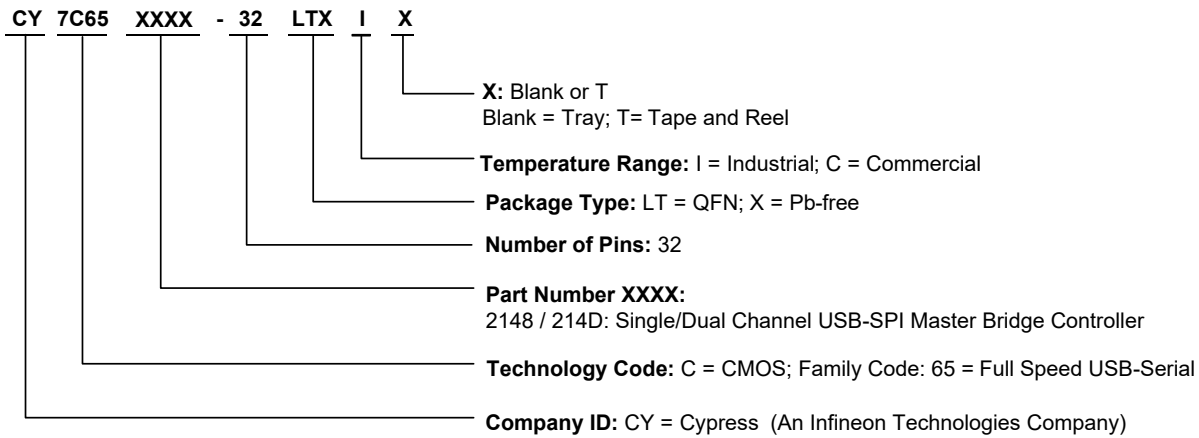 CY 7C65 XXXX - 32 LTX I X
X: Blank or T
Blank = Tray; T= Tape and Reel
Temperature Range: I = Industrial; C = Commercial
Package Type: LT = QFN; X = Pb-free
Number of Pins: 32
Part Number XXXX:
2148 / 214D: Single/Dual Channel USB-SPI Master Bridge Controller
Technology Code: C = CMOS; Family Code: 65 = Full Speed USB-Serial
Company ID: CY = Cypress (An Infineon Technologies Company)